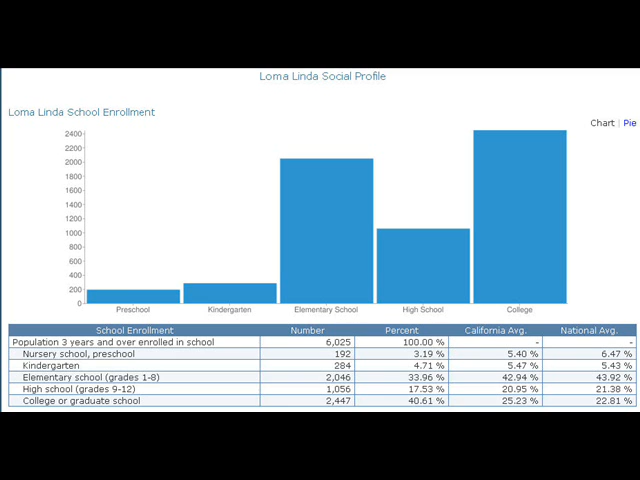 Loma Linda Social Profile
Loma Linda School Enrollment
Chart | Pie
2400
2200
2000
1800
1600
1400
1200
1000
800
600
400
200
0
Preschool Kindergarten Elementary School High School College
School Enrollment Number Percent California Avg. National Avg.
Population 3 years and over enrolled in school 6,025 100.00 % - -
Nursery school, preschool 192 3.19 % 5.40 % 6.47 %
Kindergarten 284 4.71 % 5.47 % 5.43 %
Elementary school (grades 1-8) 2,046 33.96 % 42.94 % 43.92 %
High school (grades 9-12) 1,056 17.53 % 20.95 % 21.38 %
College or graduate school 2,447 40.61 % 25.23 % 22.81 %